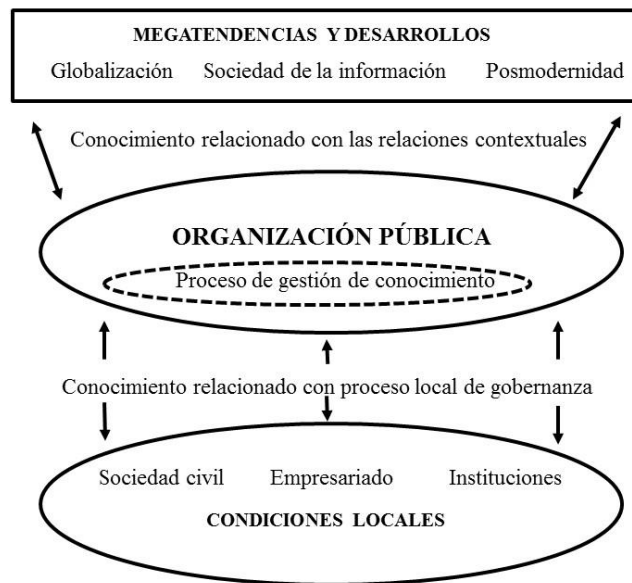 MEGATENDENCIAS Y DESARROLLOS
Globalización Sociedad de la información Posmodernidad
Conocimiento relacionado con las relaciones contextuales
ORGANIZACIÓN PÚBLICA
Proceso de gestión de conocimiento
Conocimiento relacionado con proceso local de gobernanza
Sociedad civil Empresariado Instituciones
CONDICIONES LOCALES